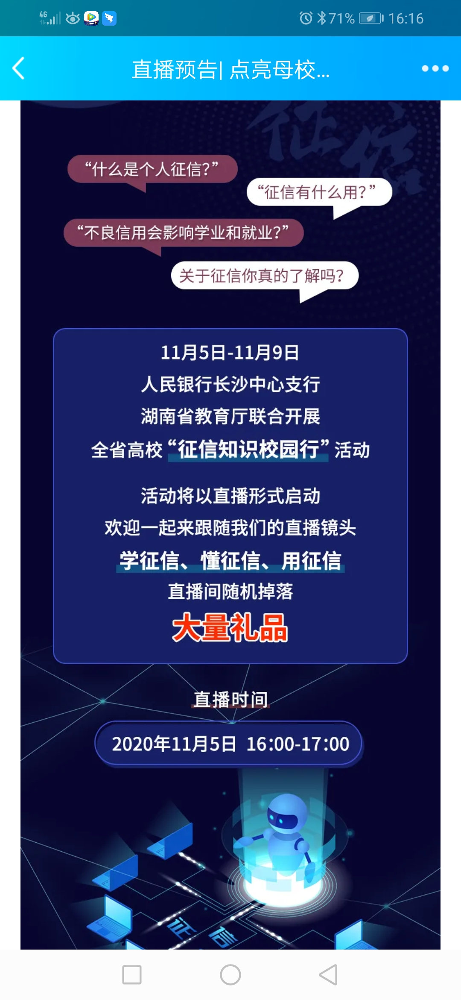 4G
71%
16:16
直播预告| 点亮母校...
征信
“什么是个人征信？”
“征信有什么用？”
“不良信用会影响学业和就业？”
关于征信你真的了解吗？
11月5日-11月9日
人民银行长沙中心支行
湖南省教育厅联合开展
全省高校“征信知识校园行”活动
活动将以直播形式启动
欢迎一起来跟随我们的直播镜头
学征信、懂征信、用征信
直播间随机掉落
大量礼品
直播时间
2020年11月5日 16:00-17:00
征信